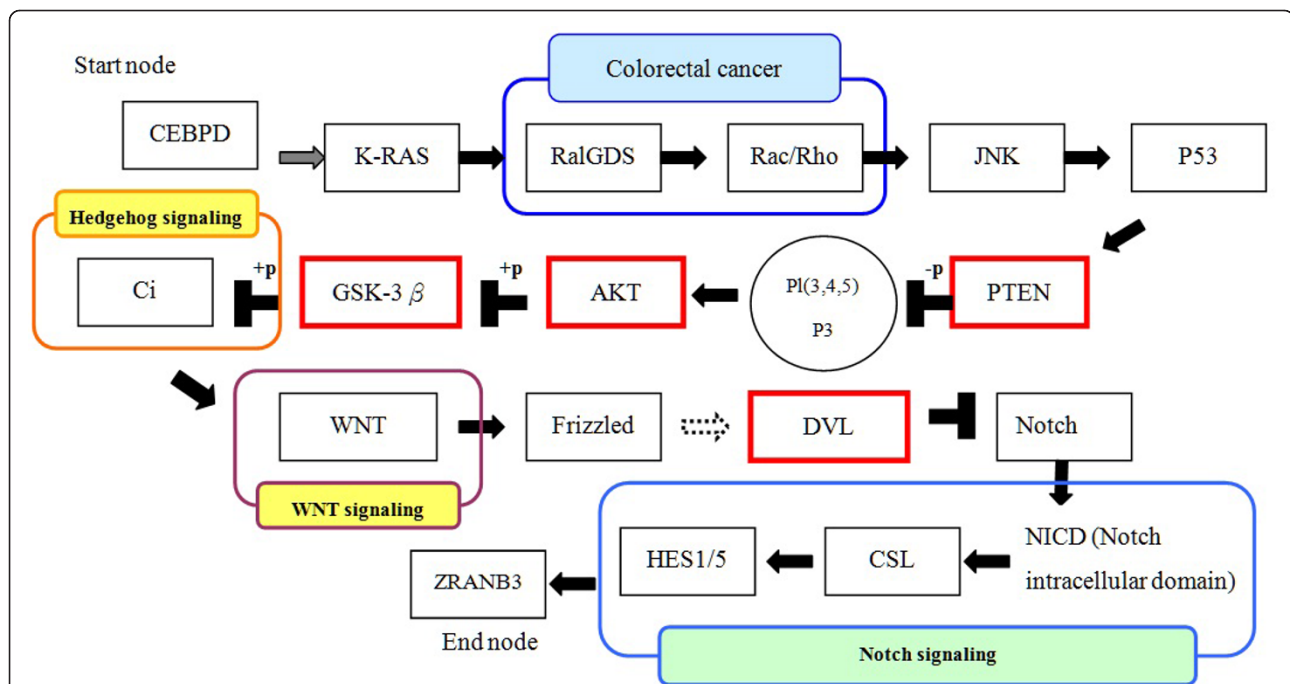 Start node
Colorectal cancer
CEBPD
K-RAS
RalGDS
Rac/Rho
JNK
P53
Hedgehog signaling
Ci
+p
GSK-3 β
+p
AKT
Pl(3,4,5)
P3
-p
PTEN
WNT
Frizzled
DVL
Notch
WNT signaling
NICD (Notch
intracellular domain)
CSL
HES1/5
ZRANB3
End node
Notch signaling